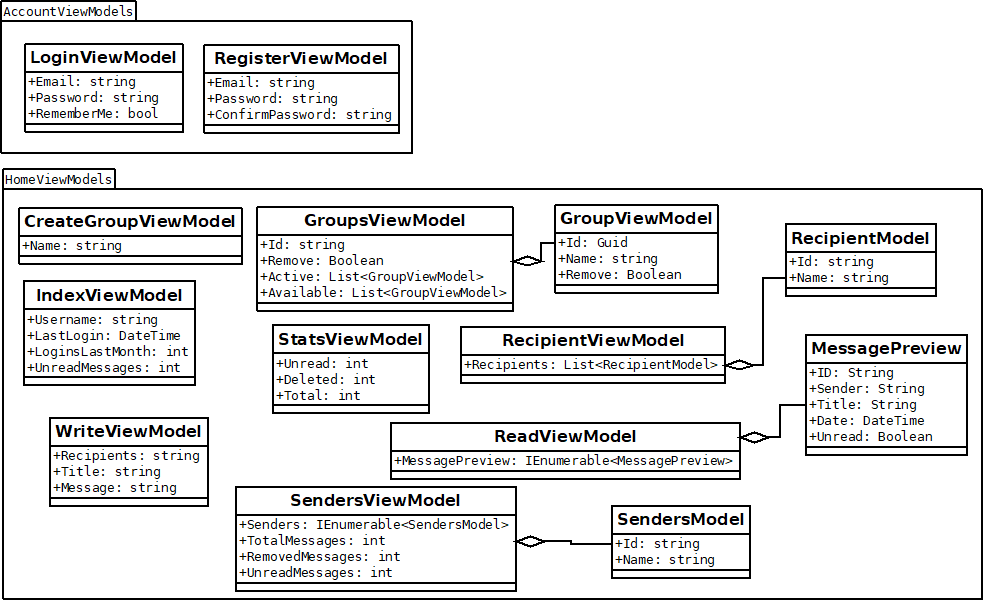 AccountViewModels
LoginViewModel
+Email: string
+Password: string
+RememberMe: bool
RegisterViewModel
+Email: string
+Password: string
+ConfirmPassword: string
HomeViewModels
CreateGroupViewModel
+Name: string
GroupsViewModel
+Id: string
+Remove: Boolean
+Active: List<GroupViewModel>
+Available: List<GroupViewModel>
GroupViewModel
+Id: Guid
+Name: string
+Remove: Boolean
RecipientModel
+Id: string
+Name: string
IndexViewModel
+Username: string
+LastLogin: DateTime
+LoginsLastMonth: int
+UnreadMessages: int
StatsViewModel
+Unread: int
+Deleted: int
+Total: int
RecipientViewModel
+Recipients: List<RecipientModel>
MessagePreview
+ID: String
+Sender: String
+Title: String
+Date: DateTime
+Unread: Boolean
WriteViewModel
+Recipients: string
+Title: string
+Message: string
ReadViewModel
+MessagePreview: IEnumerable<MessagePreview>
SendersViewModel
+Senders: IEnumerable<SendersModel>
+TotalMessages: int
+RemovedMessages: int
+UnreadMessages: int
SendersModel
+Id: string
+Name: string